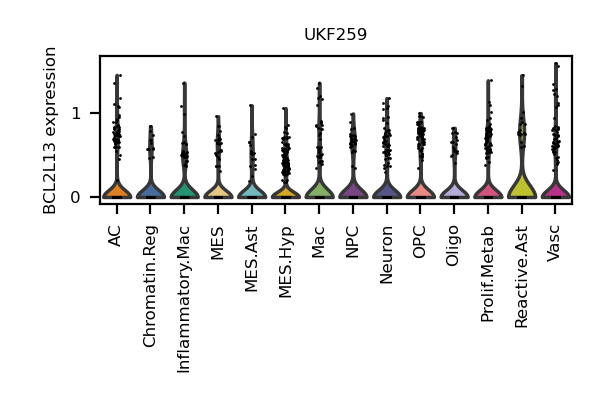 UKF259
BCL2L13 expression
1
0
AC
Chromatin.Reg
Inflammatory.Mac
MES
MES.Ast
MES.Hyp
Mac
NPC
Neuron
OPC
Oligo
Prolif.Metab
Reactive.Ast
Vasc